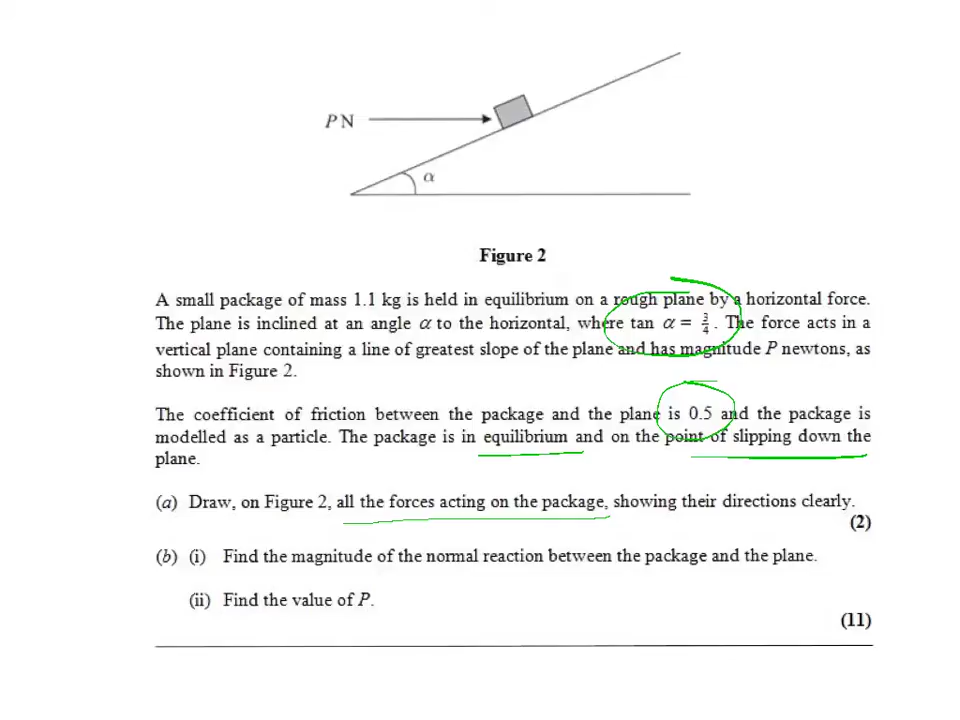 P N
α
Figure 2
A small package of mass 1.1 kg is held in equilibrium on a rough plane by a horizontal force.
The plane is inclined at an angle α to the horizontal, where tan α = 3/4. The force acts in a
vertical plane containing a line of greatest slope of the plane and has magnitude P newtons, as
shown in Figure 2.
The coefficient of friction between the package and the plane is 0.5 and the package is
modelled as a particle. The package is in equilibrium and on the point of slipping down the
plane.
(a) Draw, on Figure 2, all the forces acting on the package, showing their directions clearly.
(2)
(b) (i) Find the magnitude of the normal reaction between the package and the plane.
(ii) Find the value of P.
(11)